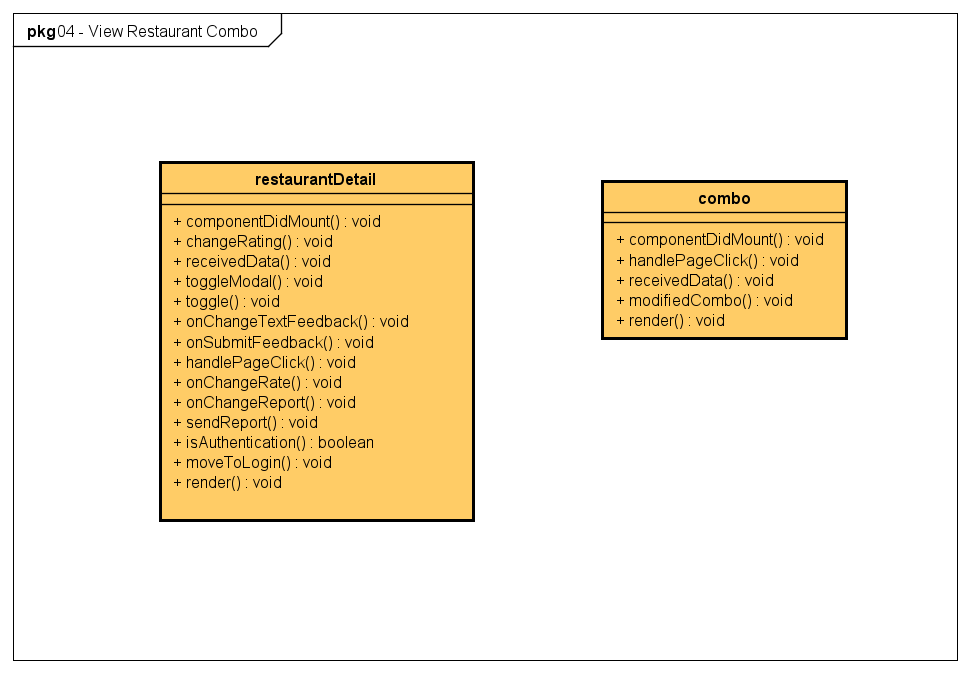 pkg04 - View Restaurant Combo
restaurantDetail
+ componentDidMount() : void
+ changeRating() : void
+ receivedData() : void
+ toggleModal() : void
+ toggle() : void
+ onChangeTextFeedback() : void
+ onSubmitFeedback() : void
+ handlePageClick() : void
+ onChangeRate() : void
+ onChangeReport() : void
+ sendReport() : void
+ isAuthentication() : boolean
+ moveToLogin() : void
+ render() : void
combo
+ componentDidMount() : void
+ handlePageClick() : void
+ receivedData() : void
+ modifiedCombo() : void
+ render() : void